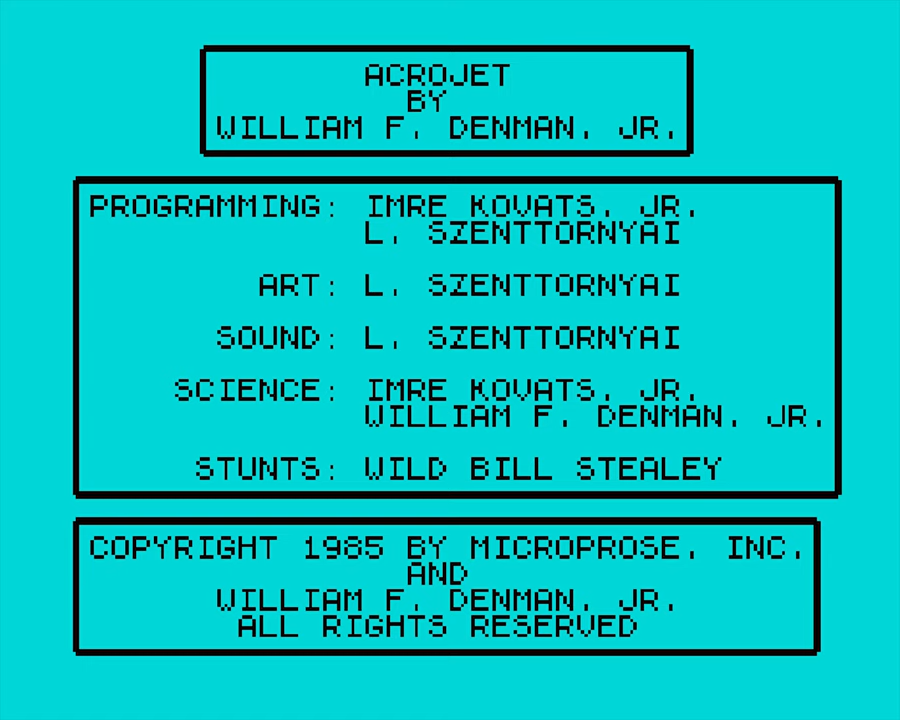 ACROJET
BY
WILLIAM F. DENMAN. JR.
PROGRAMMING: IMRE KOVATS. JR.
L. SZENTTORNYAI
ART: L. SZENTTORNYAI
SOUND: L. SZENTTORNYAI
SCIENCE: IMRE KOVATS. JR.
WILLIAM F. DENMAN. JR.
STUNTS: WILD BILL STEALEY
COPYRIGHT 1985 BY MICROPROSE. INC.
AND
WILLIAM F. DENMAN. JR.
ALL RIGHTS RESERVED